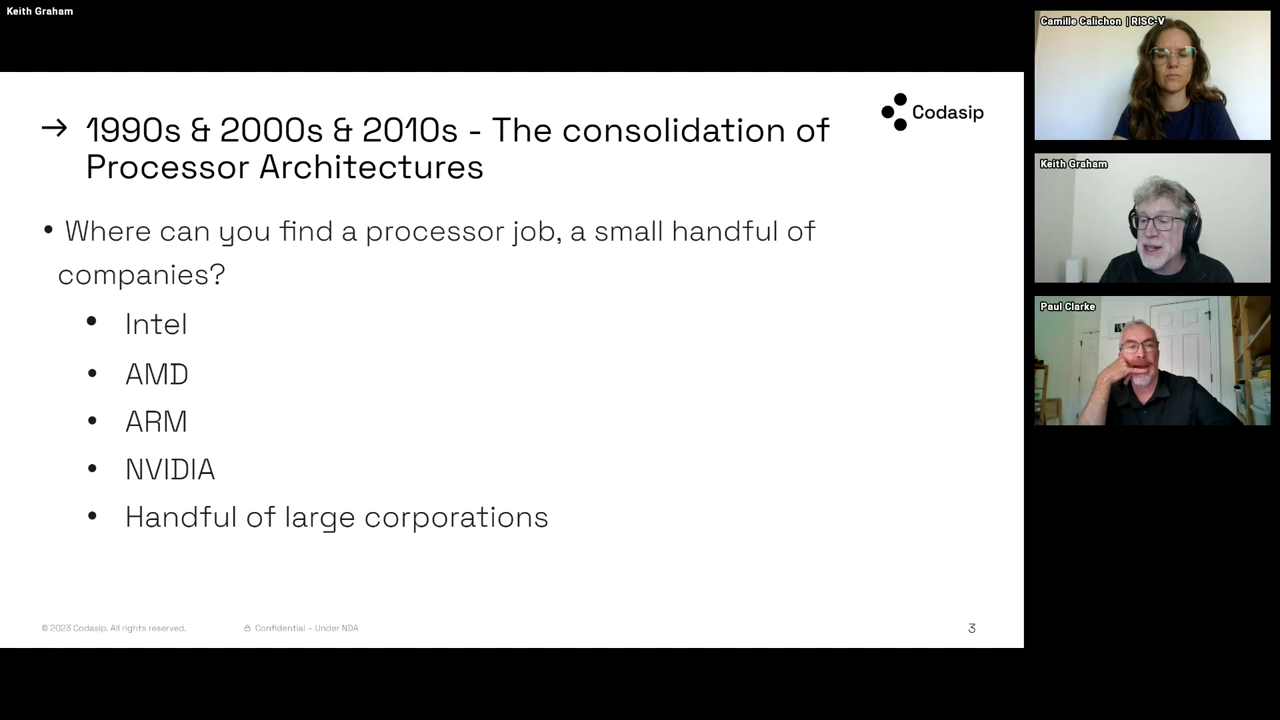 Keith Graham
→ 1990s & 2000s & 2010s - The consolidation of
Processor Architectures
Codasip
• Where can you find a processor job, a small handful of
companies?
• Intel
• AMD
• ARM
• NVIDIA
• Handful of large corporations
© 2023 Codasip. All rights reserved.
Confidential – Under NDA
3
Camille Calichon | RISC-V
Keith Graham
Paul Clarke